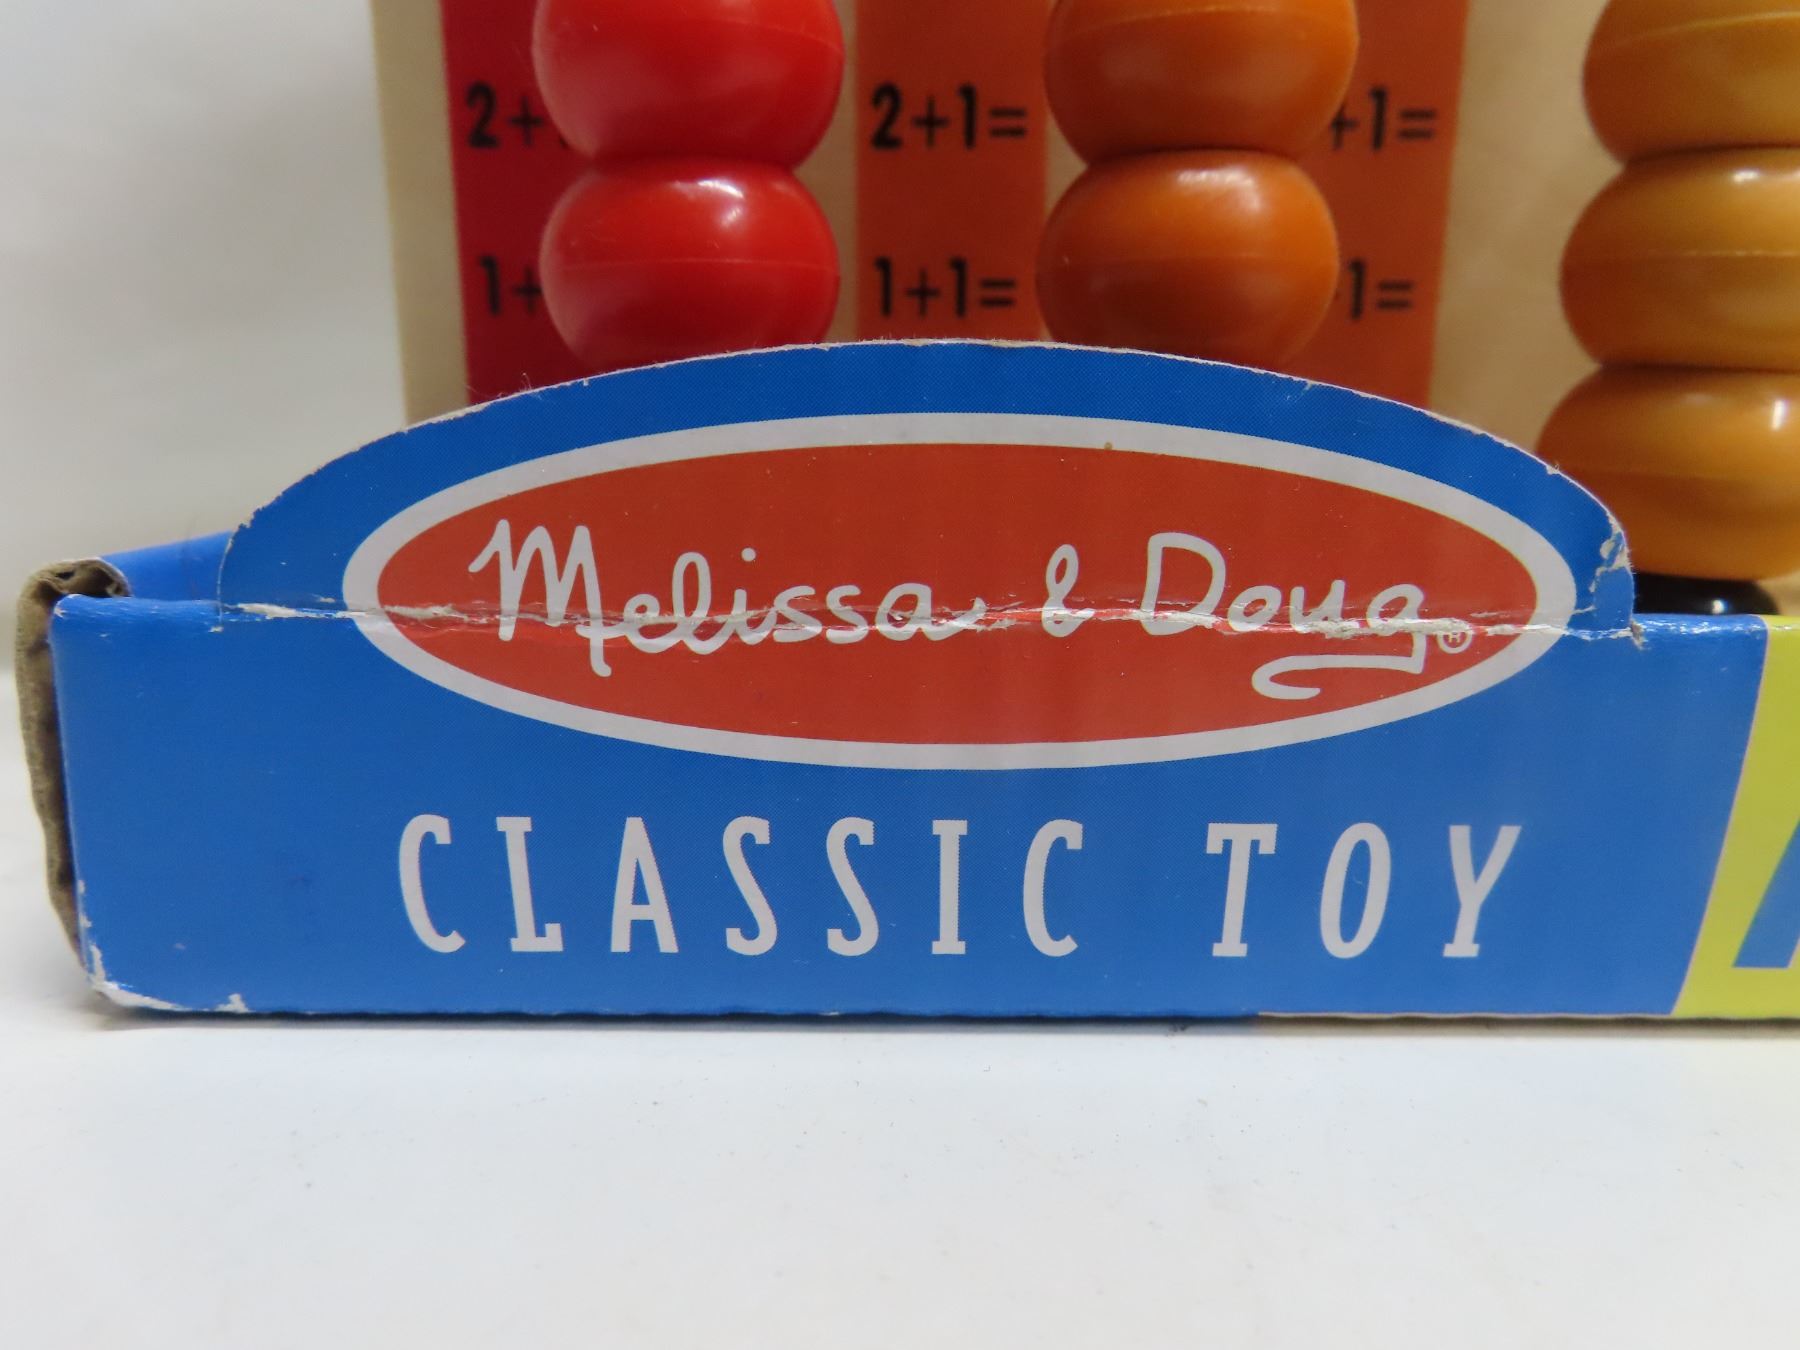 2+ 2+1= +1=
1+ 1+1= 1=
Melissa & Doug®
CLASSIC TOY